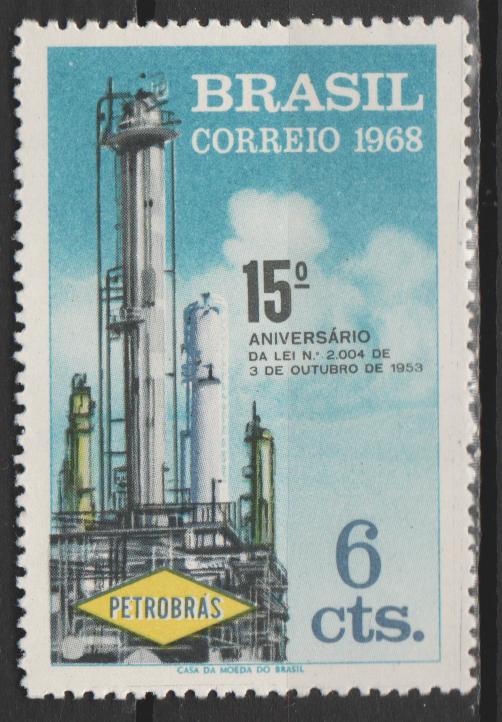 BRASIL
CORREIO 1968
15º
ANIVERSÁRIO
DA LEI N.º 2.004 DE
3 DE OUTUBRO DE 1953
6
cts.
PETROBRÁS
CASA DA MOEDA DO BRASIL